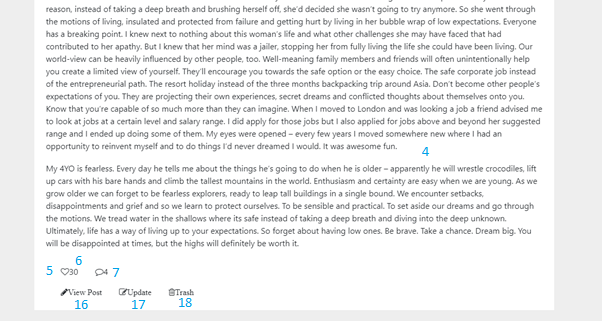 reason, instead of taking a deep breath and brushing herself off, she'd decided she wasn't going to try anymore. So she went through
the motions of living, insulated and protected from failure and getting hurt by living in her bubble wrap of low expectations. Everyone
has a breaking point. I knew next to nothing about this woman's life and what other challenges she may have faced that had
contributed to her apathy. But I knew that her mind was a jailer, stopping her from fully living the life she could have been living. Our
world-view can be heavily influenced by other people, too. Well-meaning family members and friends will often unintentionally help
you create a limited view of yourself. They'll encourage you towards the safe option or the easy choice. The safe corporate job instead
of the entrepreneurial path. The resort holiday instead of the three months backpacking trip around Asia. Don't become other people's
expectations of you. They are projecting their own experiences, secret dreams and conflicted thoughts about themselves onto you.
Know that you're capable of so much more than they can imagine. When I moved to London and was looking a job a friend advised me
to look at jobs at a certain level and salary range. I did apply for those jobs but I also applied for jobs above and beyond her suggested
range and I ended up doing some of them. My eyes were opened – every few years I moved somewhere new where I had an
opportunity to reinvent myself and to do things I'd never dreamed I would. It was awesome fun.
4
My 4YO is fearless. Every day he tells me about the things he's going to do when he is older – apparently he will wrestle crocodiles, lift
up cars with his bare hands and climb the tallest mountains in the world. Enthusiasm and certainty are easy when we are young. As we
grow older we can forget to be fearless explorers, ready to leap tall buildings in a single bound. We encounter setbacks,
disappointments and grief and so we learn to protect ourselves. To be sensible and practical. To set aside our dreams and go through
the motions. We tread water in the shallows where its safe instead of taking a deep breath and diving into the deep unknown.
Ultimately, life has a way of living up to your expectations. So forget about having low ones. Be brave. Take a chance. Dream big. You
will be disappointed at times, but the highs will definitely be worth it.
6
5 30 4 7
View Post Update Trash
16 17 18